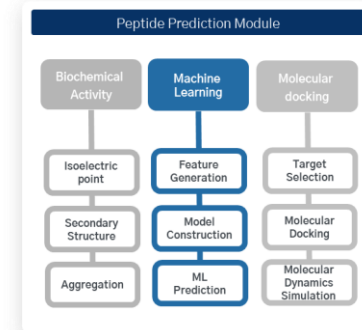 Peptide Prediction Module
Biochemical
Activity
Machine
Learning
Molecular
docking
Isoelectric
point
Feature
Generation
Target
Selection
Secondary
Structure
Model
Construction
Molecular
Docking
Aggregation
ML
Prediction
Molecular
Dynamics
Simulation